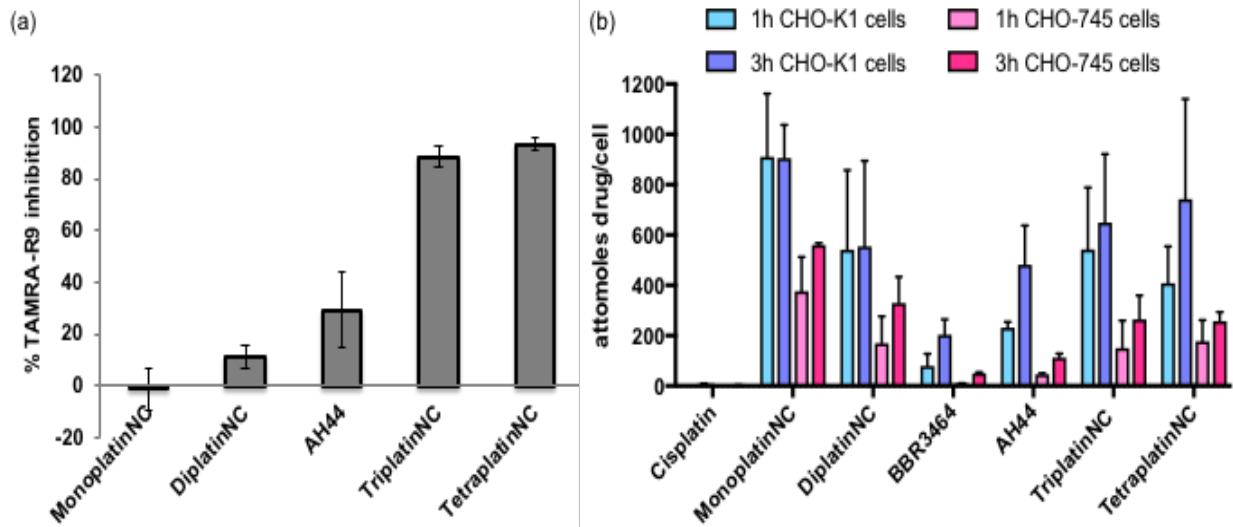 (a)
% TAMRA-R9 inhibition
120
100
80
60
40
20
0
-20
MonoplatinNC
DiplatinNC
AH44
TriplatinNC
TetraplatinNC
(b)
1h CHO-K1 cells
1h CHO-745 cells
3h CHO-K1 cells
3h CHO-745 cells
attomoles drug/cell
1200
1000
800
600
400
200
0
Cisplatin
MonoplatinNC
DiplatinNC
BBR3464
AH44
TriplatinNC
TetraplatinNC